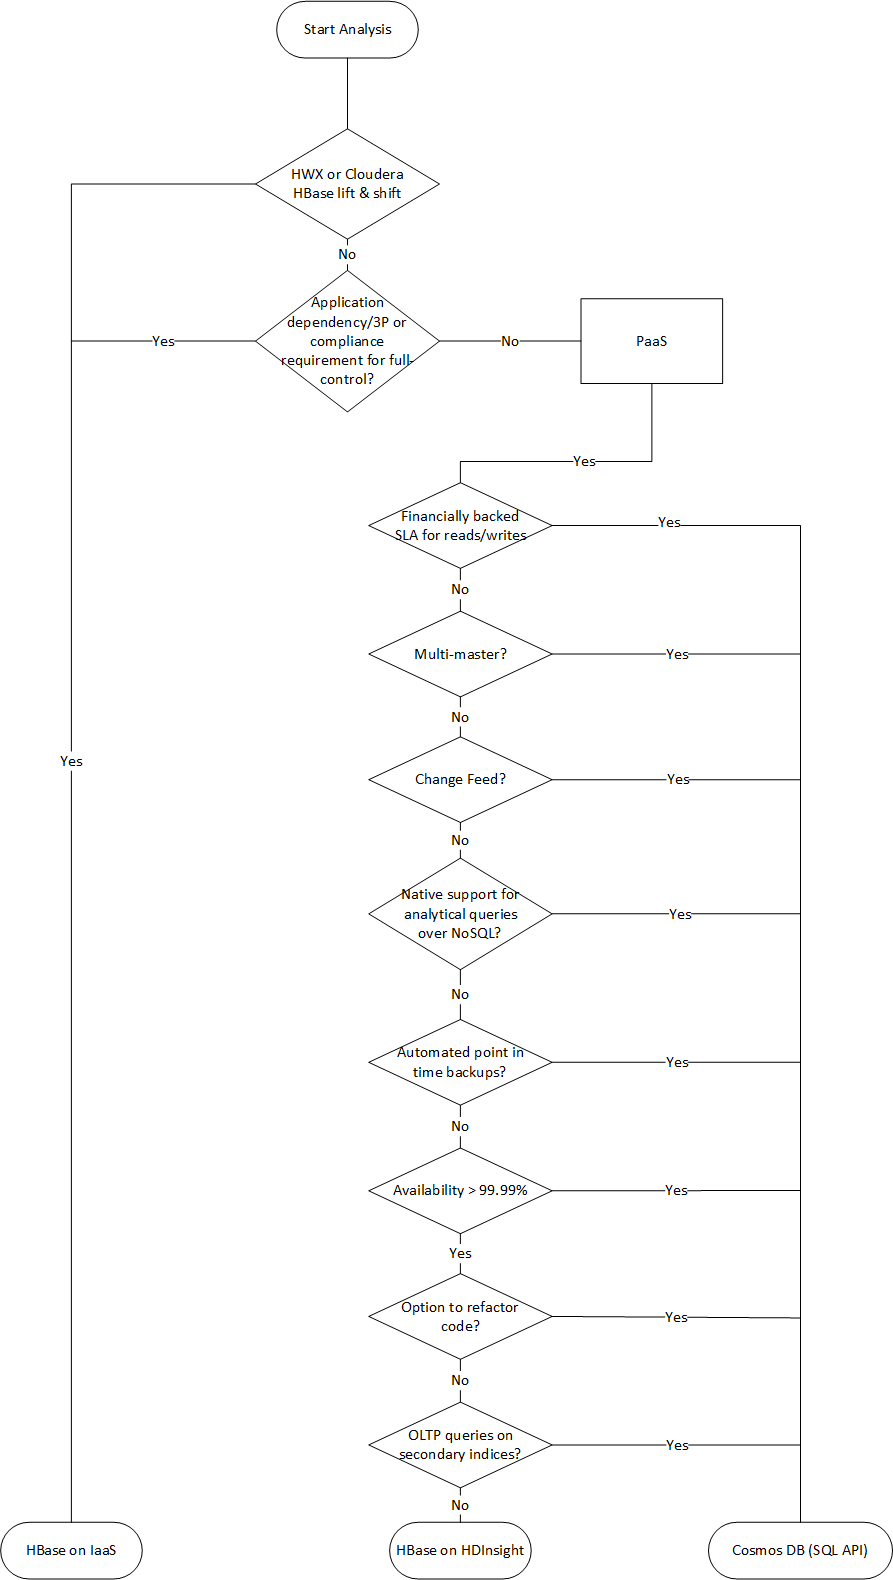 Start Analysis
HWX or Cloudera
HBase lift & shift
No
Application
dependency/3P or
compliance
requirement for full-
control?
Yes
No
PaaS
Yes
Financially backed
SLA for reads/writes
Yes
No
Multi-master?
Yes
No
Yes
Change Feed?
Yes
No
Native support for
analytical queries
over NoSQL?
Yes
No
Automated point in
time backups?
Yes
No
Availability > 99.99%
Yes
Yes
Option to refactor
code?
Yes
No
OLTP queries on
secondary indices?
Yes
No
HBase on IaaS
HBase on HDInsight
Cosmos DB (SQL API)